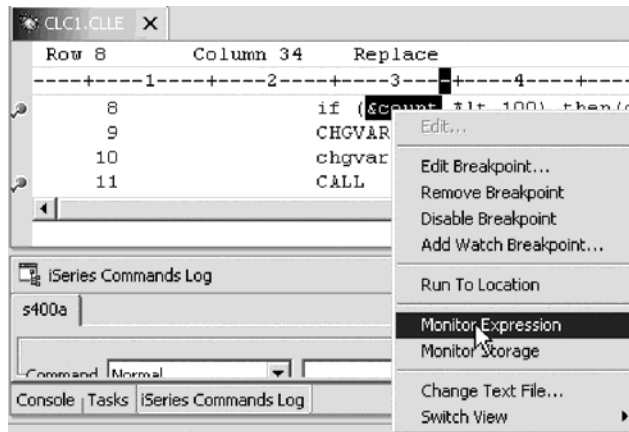 CLC1.CLLE
Row 8 Column 34 Replace
----+----1----+----2----+----3----+----4----+----
8 if (&count *lt 100) then(
9 CHGVAR
10 chgvar
11 CALL
Edit...
Edit Breakpoint...
Remove Breakpoint
Disable Breakpoint
Add Watch Breakpoint...
Run To Location
Monitor Expression
Monitor Storage
Change Text File...
Switch View
iSeries Commands Log
s400a
Command Normal
Console Tasks iSeries Commands Log